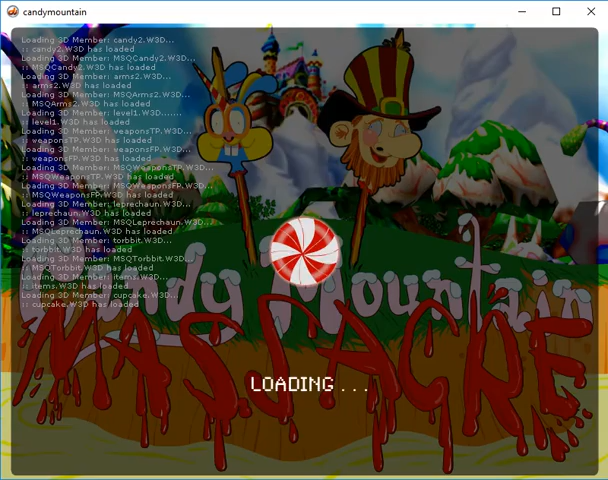 candymountain
Loading 3D Member: candy2.W3D...
:: candy2.W3D has loaded
Loading 3D Member: MSQCandy2.W3D...
:: MSQCandy2.W3D has loaded
Loading 3D Member: arms2.W3D...
:: arms2.W3D has loaded
Loading 3D Member: MSQArms2.W3D...
:: MSQArms2.W3D has loaded
Loading 3D Member: level1.W3D.......
:: level1.W3D has loaded
Loading 3D Member: weaponsTP.W3D...
:: weaponsTP.W3D has loaded
Loading 3D Member: weaponsFP.W3D...
:: weaponsFP.W3D has loaded
Loading 3D Member: MSQWeaponsTP.W3D...
:: MSQWeaponsTP.W3D has loaded
Loading 3D Member: MSQWeaponsFP.W3D...
:: MSQWeaponsFP.W3D has loaded
Loading 3D Member: leprechaun.W3D...
:: leprechaun.W3D has loaded
Loading 3D Member: MSQLeprechaun.W3D...
:: MSQLeprechaun.W3D has loaded
Loading 3D Member: torbbit.W3D...
:: torbbit.W3D has loaded
Loading 3D Member: MSQTorbbit.W3D...
:: MSQTorbbit.W3D has loaded
Loading 3D Member: items.W3D...
:: items.W3D has loaded
Loading 3D Member: cupcake.W3D...
:: cupcake.W3D has loaded
Candy Mountain
MASSACRE
LOADING . . .